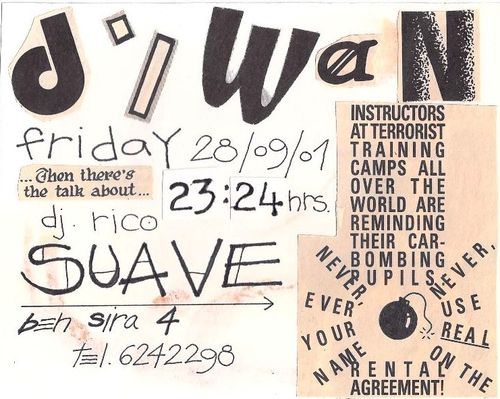 d'iwan
friday 28/09/01
...Then there's
the talk about...
23:24 hrs.
dj. rico
SUAVE
ben sira 4
tel. 6242298
INSTRUCTORS
AT TERRORIST
TRAINING
CAMPS ALL
OVER THE
WORLD ARE
REMINDING
THEIR CAR-
BOMBING
PUPILS:
NEVER, NEVER,
EVER USE
YOUR REAL
NAME ON THE
RENTAL
AGREEMENT!